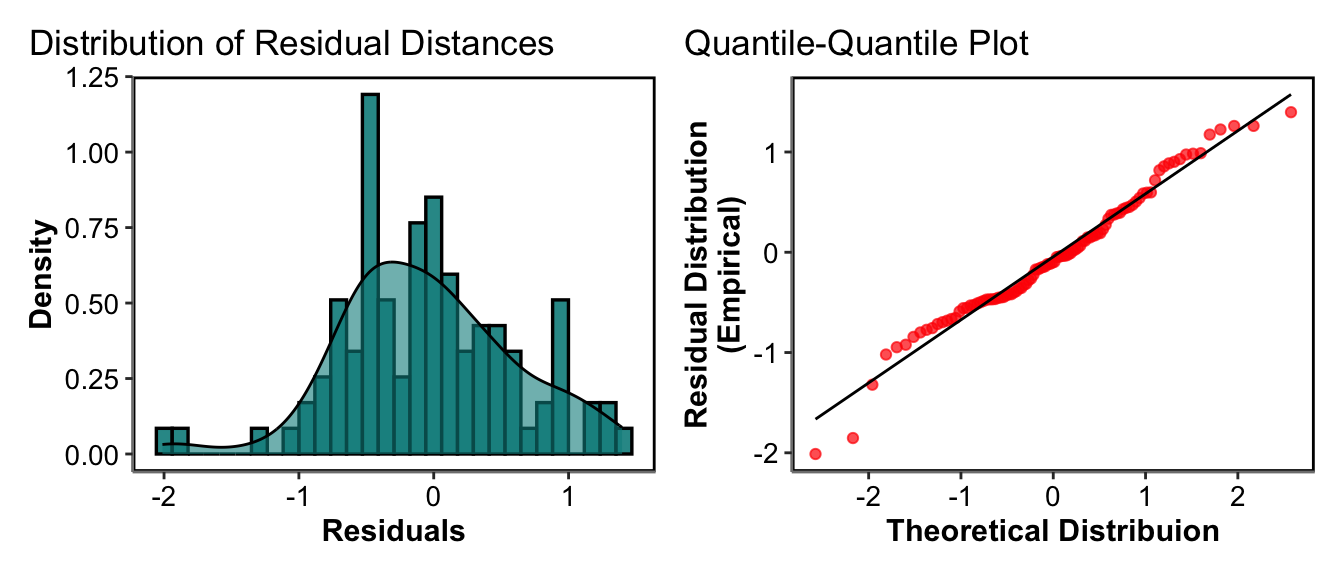 Distribution of Residual Distances
1.25
1.00
0.75
0.50
0.25
0.00
Density
-2 -1 0 1
Residuals
Quantile-Quantile Plot
1
0
-1
-2
Residual Distribution
(Empirical)
-2 -1 0 1 2
Theoretical Distribuion